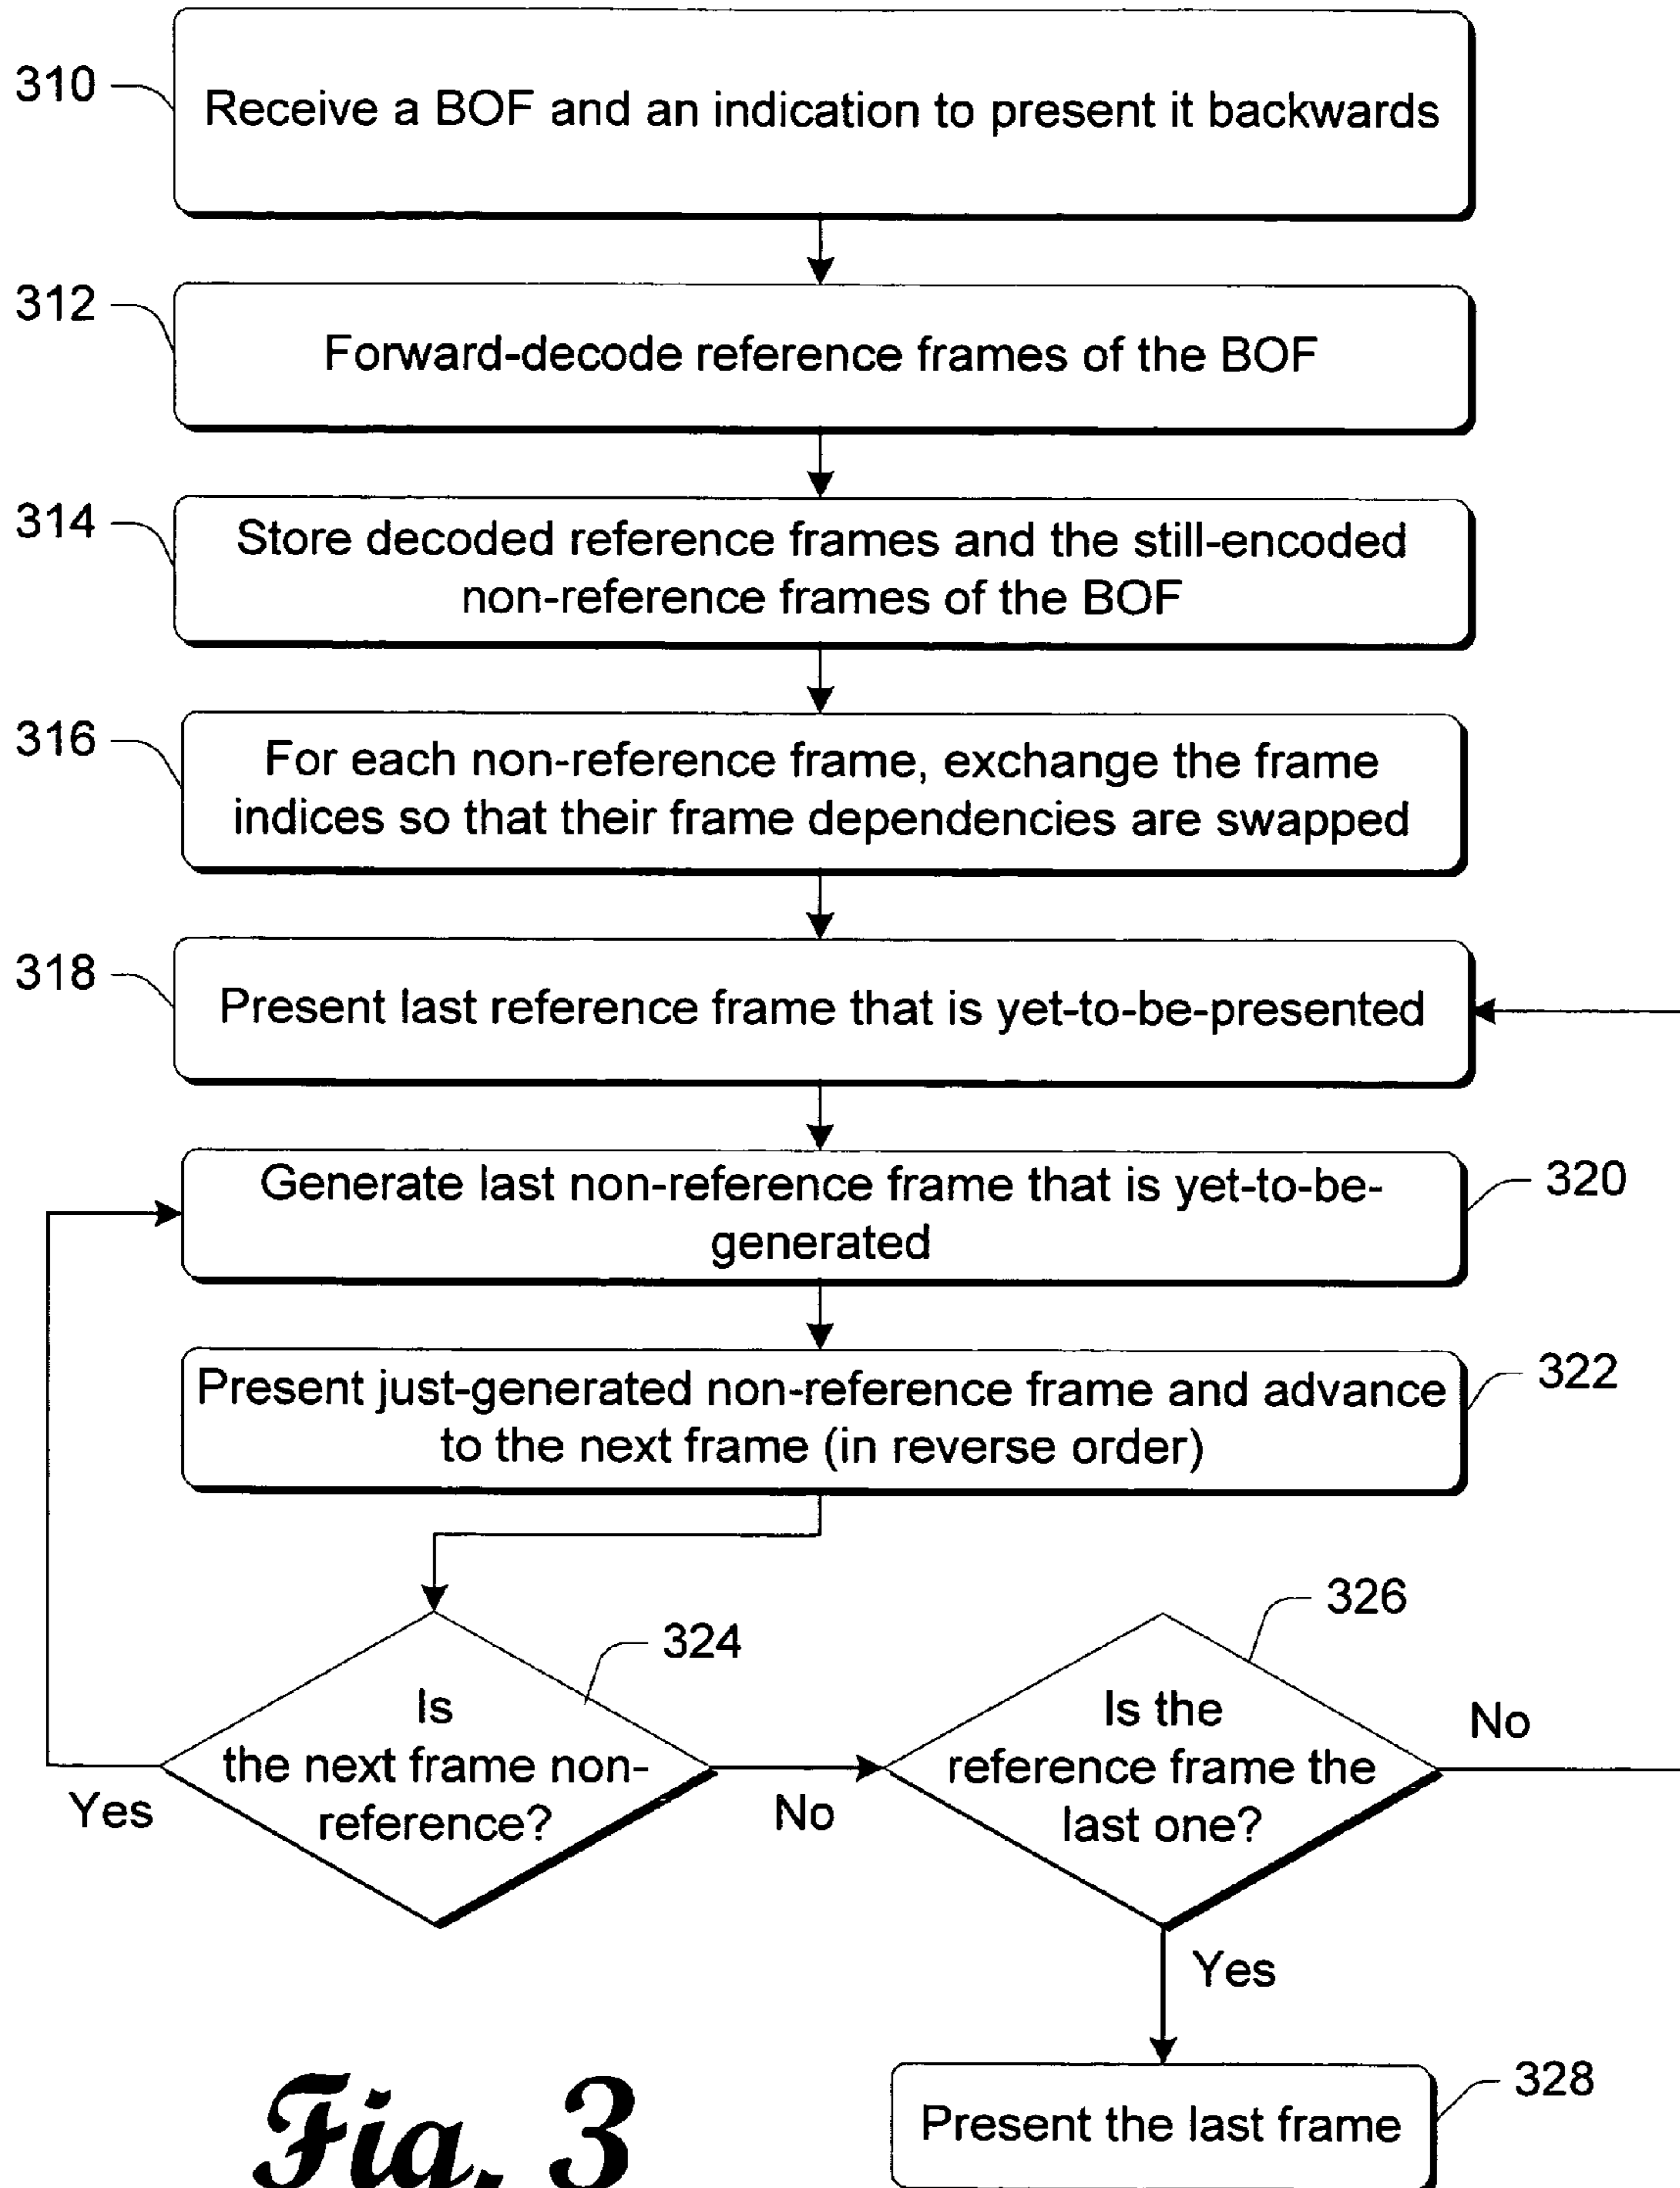 310
Receive a BOF and an indication to present it backwards
312
Forward-decode reference frames of the BOF
314
Store decoded reference frames and the still-encoded
non-reference frames of the BOF
316
For each non-reference frame, exchange the frame
indices so that their frame dependencies are swapped
318
Present last reference frame that is yet-to-be-presented
Generate last non-reference frame that is yet-to-be-
generated
320
Present just-generated non-reference frame and advance
to the next frame (in reverse order)
322
324
Is
the next frame non-
reference?
Yes
No
326
Is the
reference frame the
last one?
No
Yes
328
Present the last frame
Fig. 3